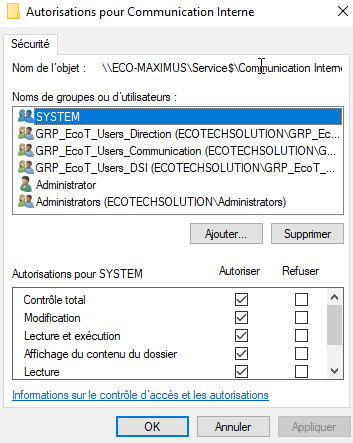 Autorisations pour Communication Interne
Sécurité
Nom de l'objet : \\ECO-MAXIMUS\Service$\Communication Interne
Noms de groupes ou d'utilisateurs :
SYSTEM
GRP_EcoT_Users_Direction (ECOTECHSOLUTION\GRP_Ec...
GRP_EcoT_Users_Communication (ECOTECHSOLUTION\...
GRP_EcoT_Users_DSI (ECOTECHSOLUTION\GRP_EcoT_...
Administrator
Administrators (ECOTECHSOLUTION\Administrators)
Ajouter... Supprimer
Autorisations pour SYSTEM Autoriser Refuser
Contrôle total
Modification
Lecture et exécution
Affichage du contenu du dossier
Lecture
Informations sur le contrôle d'accès et les autorisations
OK Annuler Appliquer